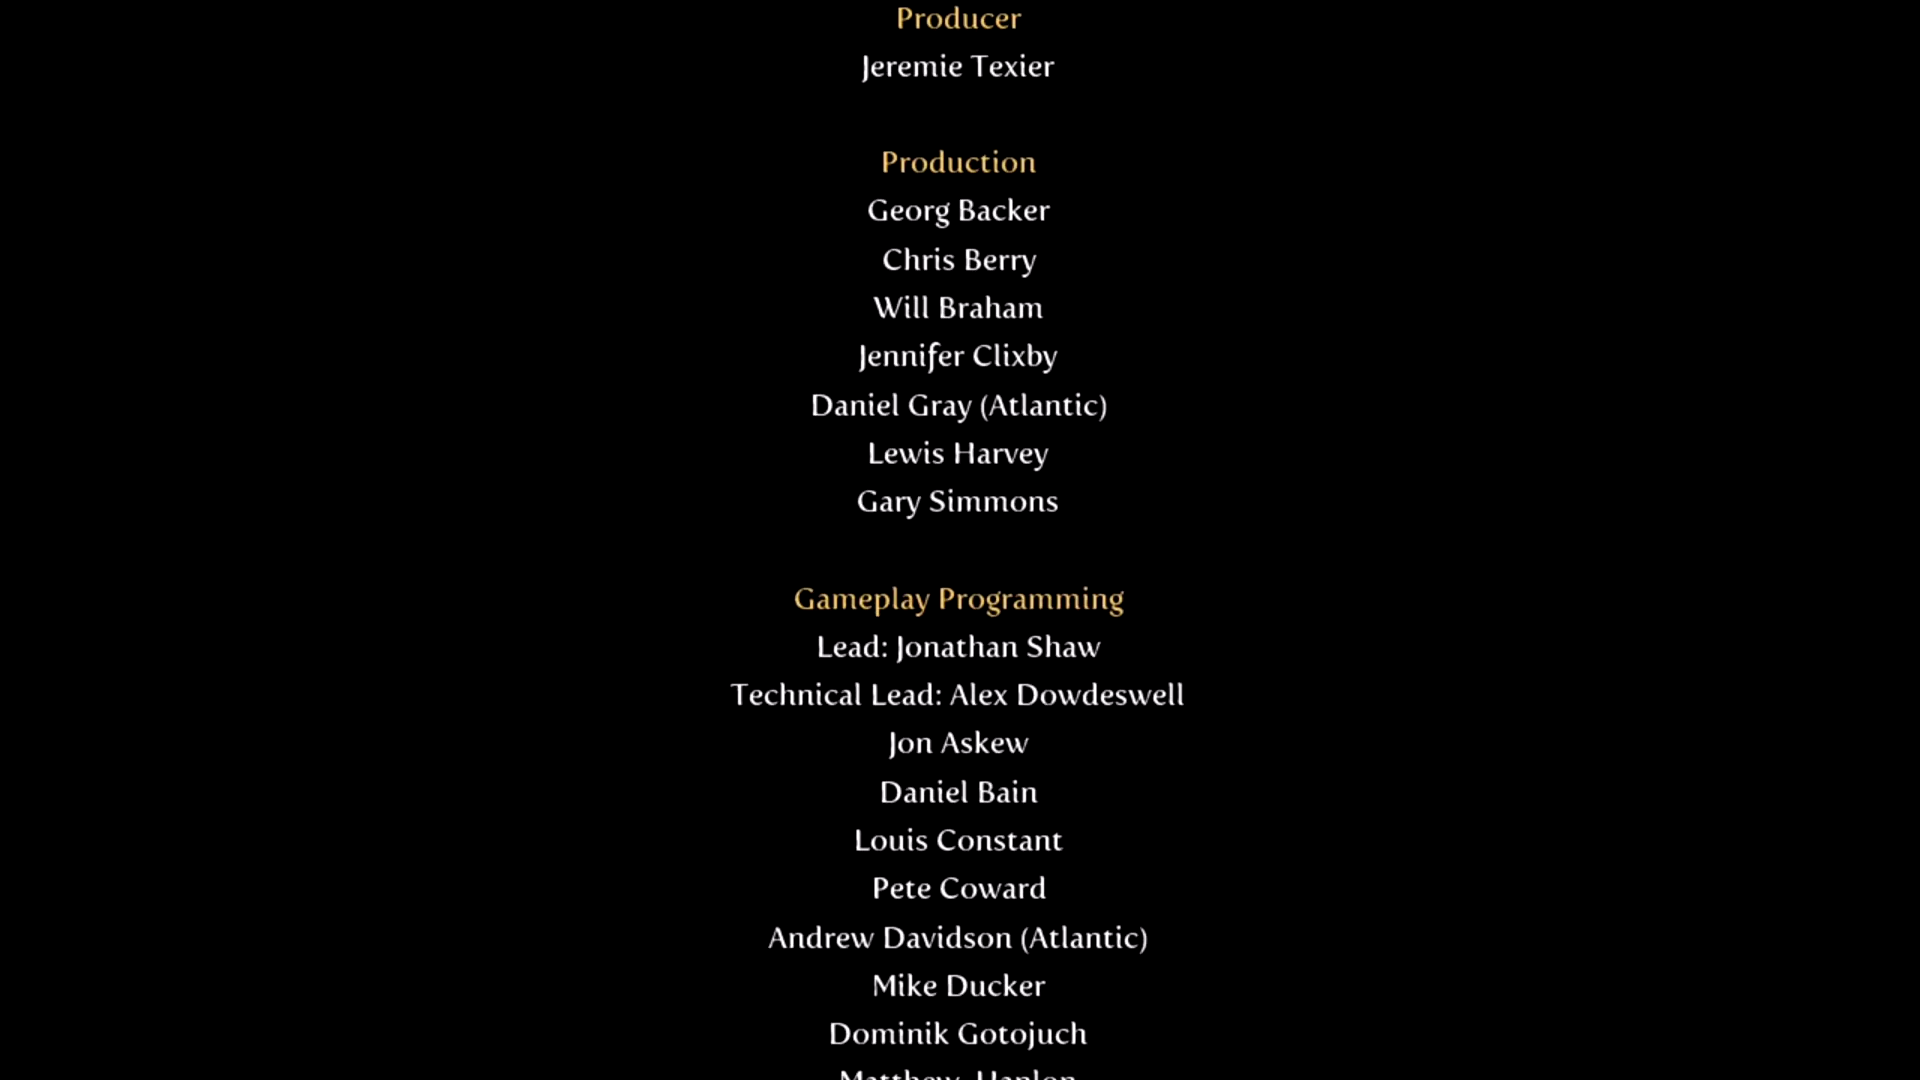 Producer
Jeremie Texier
Production
Georg Backer
Chris Berry
Will Braham
Jennifer Clixby
Daniel Gray (Atlantic)
Lewis Harvey
Gary Simmons
Gameplay Programming
Lead: Jonathan Shaw
Technical Lead: Alex Dowdeswell
Jon Askew
Daniel Bain
Louis Constant
Pete Coward
Andrew Davidson (Atlantic)
Mike Ducker
Dominik Gotojuch
Matthew Hanlon